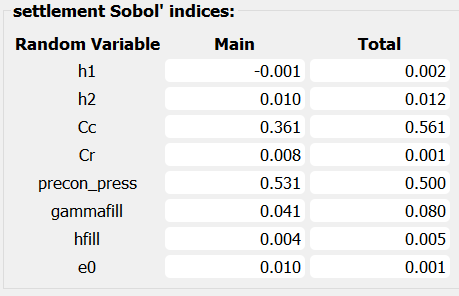 settlement Sobol' indices:
Random Variable Main Total
h1 -0.001 0.002
h2 0.010 0.012
Cc 0.361 0.561
Cr 0.008 0.001
precon_press 0.531 0.500
gammafill 0.041 0.080
hfill 0.004 0.005
e0 0.010 0.001